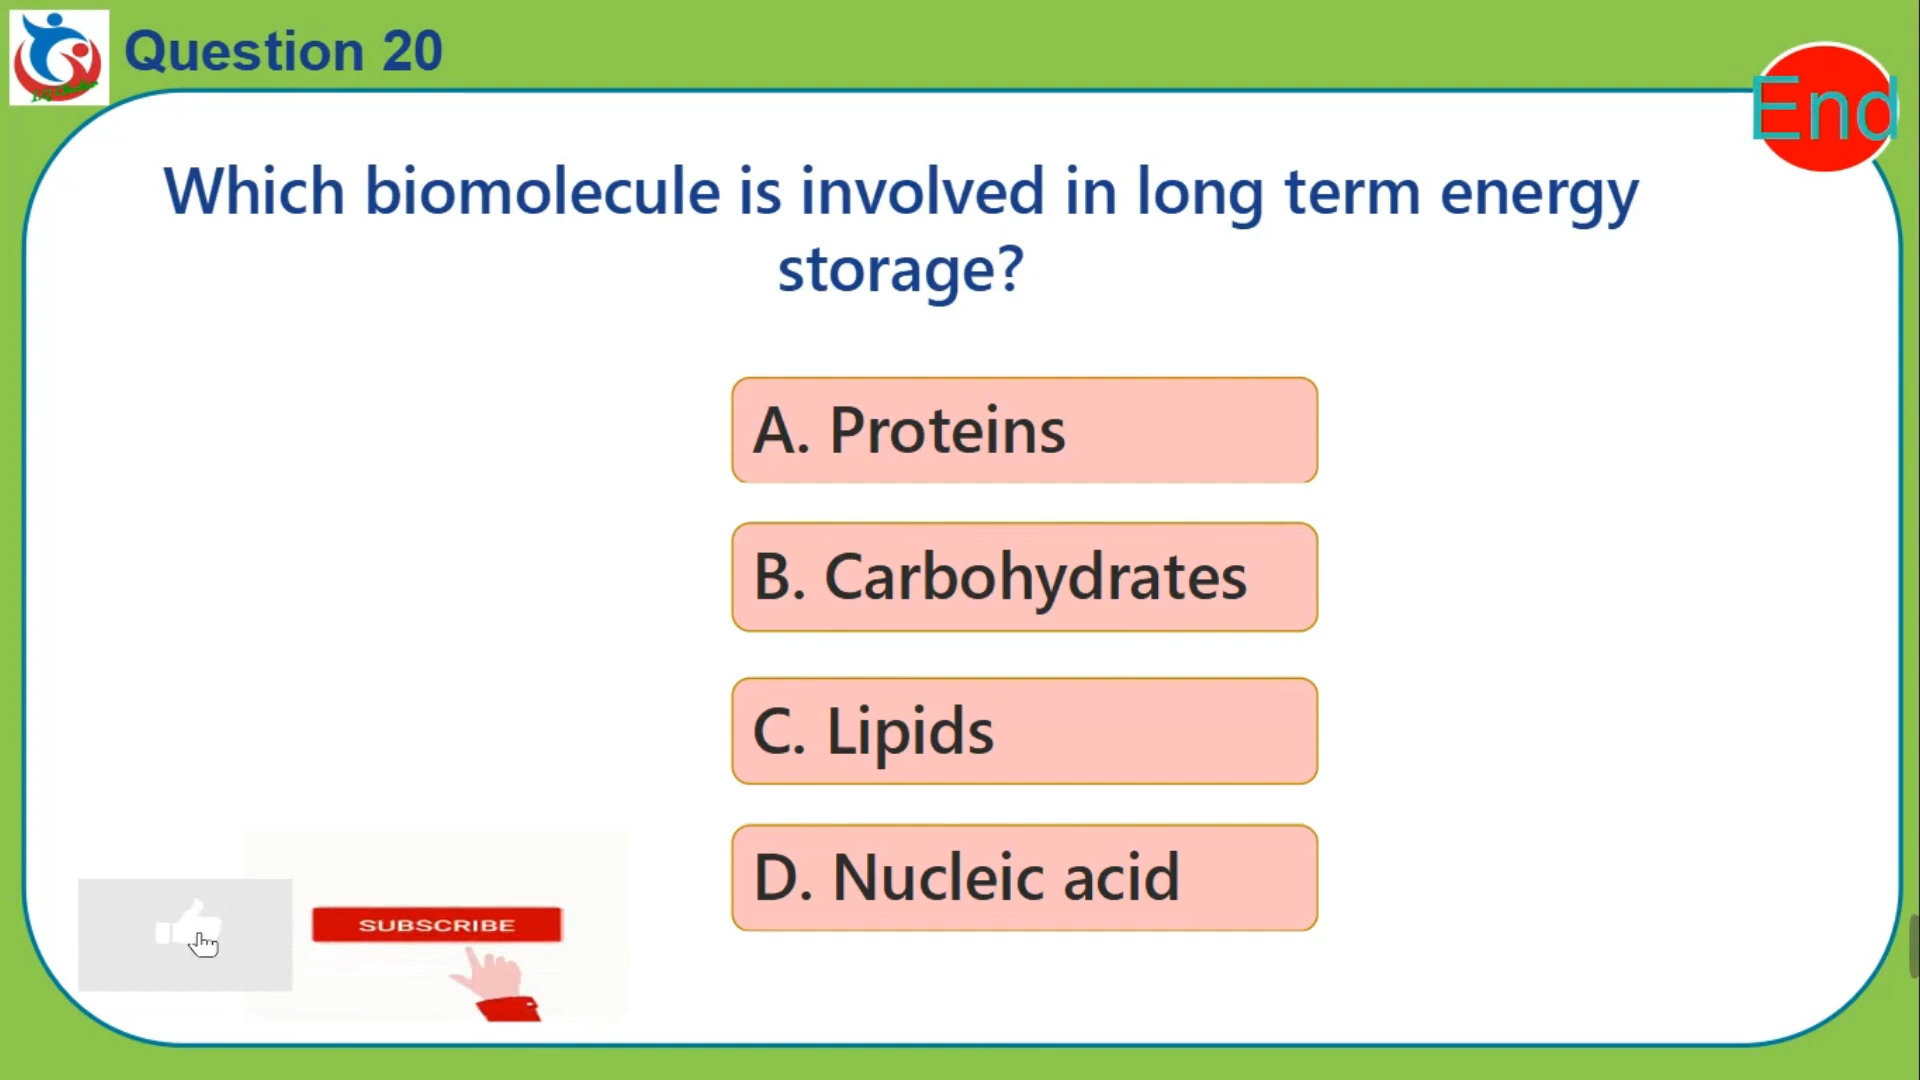 Question 20
End
Which biomolecule is involved in long term energy
storage?
A. Proteins
B. Carbohydrates
C. Lipids
D. Nucleic acid
SUBSCRIBE